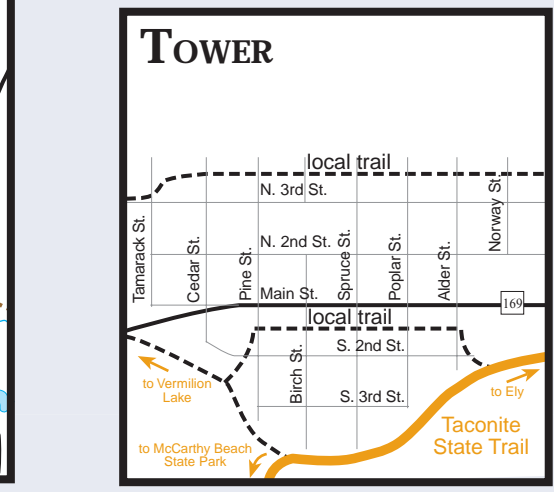 TOWER
local trail
N. 3rd St.
Norway St.
Tamarack St.
Cedar St.
Pine St.
N. 2nd St.
Spruce St.
Poplar St.
Alder St.
Main St.
169
local trail
S. 2nd St.
Birch St.
to Vermilion
Lake
to Ely
S. 3rd St.
Taconite
State Trail
to McCarthy Beach
State Park